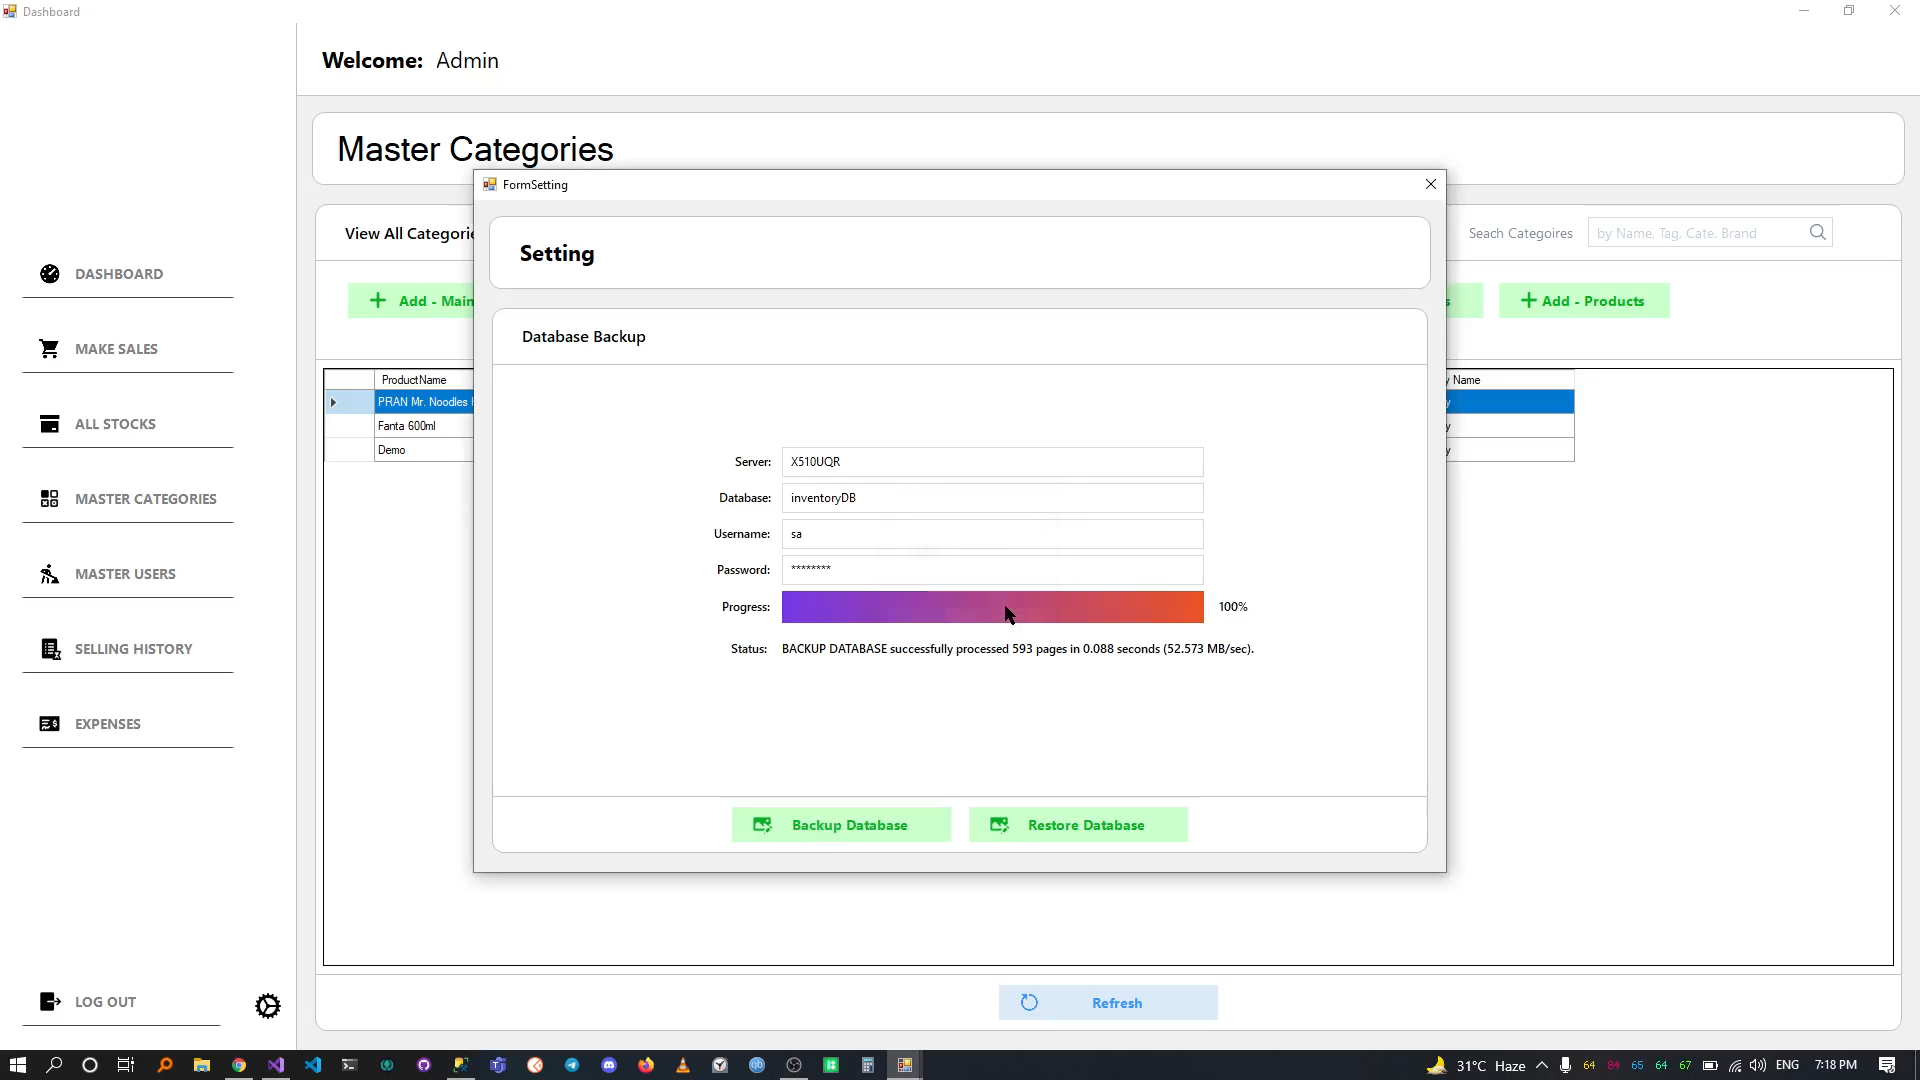 Dashboard
Welcome: Admin
Master Categories
FormSetting
View All Categorie
Seach Categoires
by Name, Tag, Cate. Brand
Setting
DASHBOARD
Add - Main
s
Add - Products
MAKE SALES
Database Backup
ProductName
y Name
PRAN Mr. Noodles
y
ALL STOCKS
Fanta 600ml
y
Demo
y
Server:
X510UQR
MASTER CATEGORIES
Database:
inventoryDB
Username:
sa
MASTER USERS
Password:
********
Progress:
100%
SELLING HISTORY
Status:
BACKUP DATABASE successfully processed 593 pages in 0.088 seconds (52.573 MB/sec).
EXPENSES
Backup Database
Restore Database
LOG OUT
Refresh
31°C Haze
64
84
65
64
67
ENG
7:18 PM